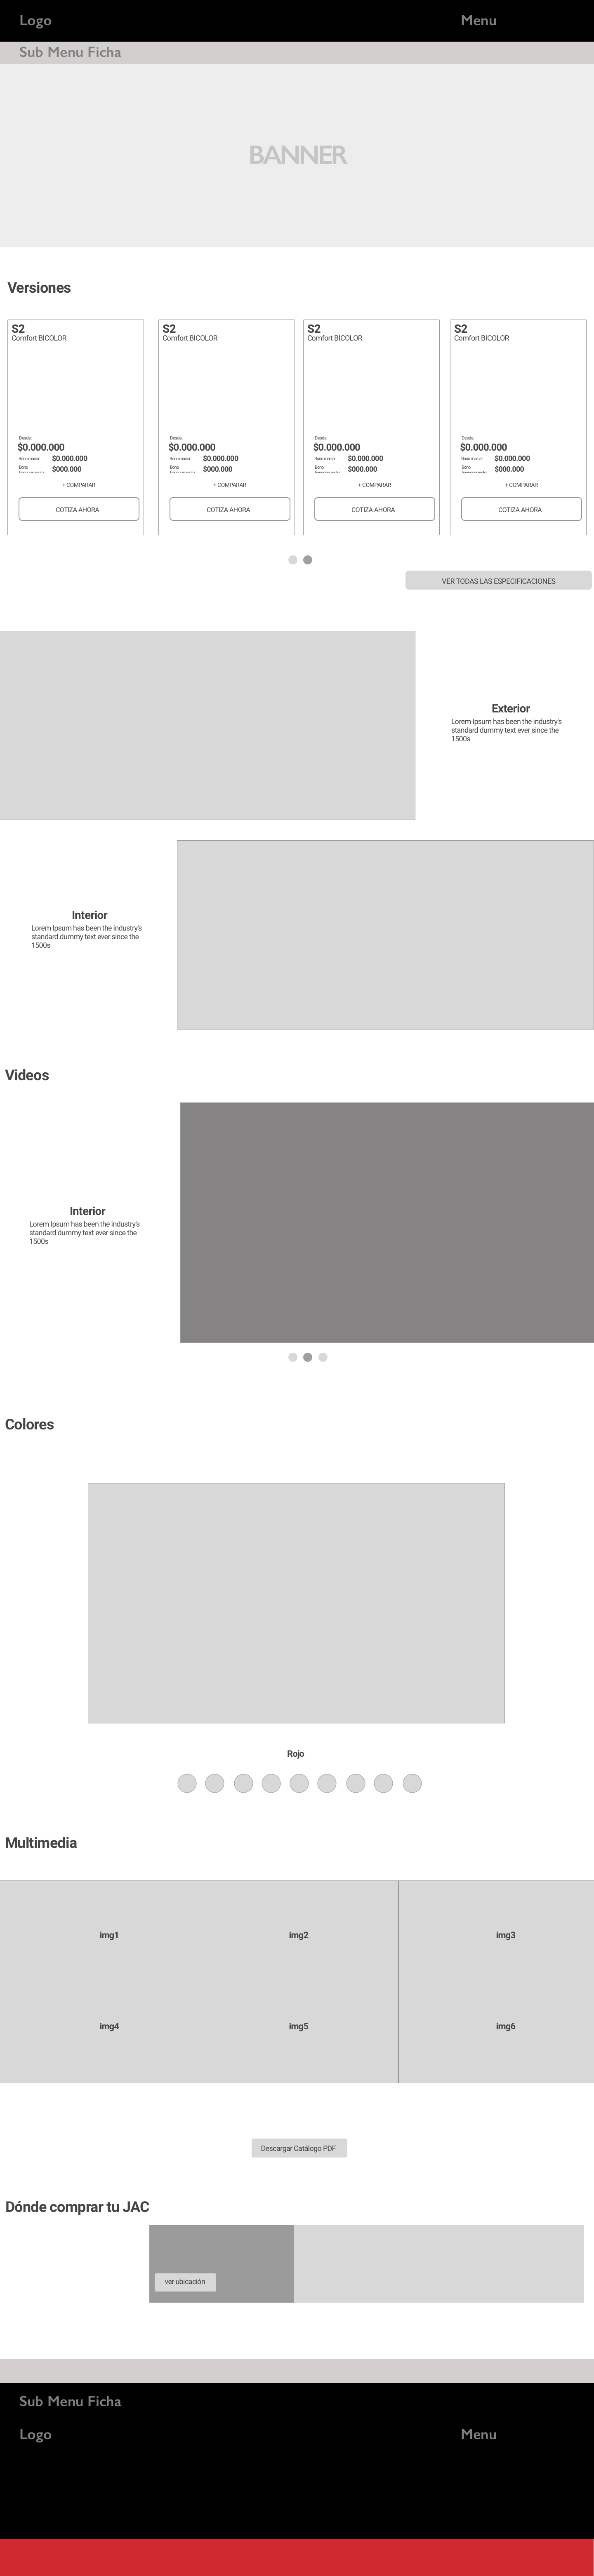 Logo
Menu
Sub Menu Ficha
BANNER
Versiones
S2
Comfort BICOLOR
Desde:
$0.000.000
Bono marca: $0.000.000
Bono $000.000
+ COMPARAR
COTIZA AHORA
S2
Comfort BICOLOR
Desde:
$0.000.000
Bono marca: $0.000.000
Bono $000.000
+ COMPARAR
COTIZA AHORA
S2
Comfort BICOLOR
Desde:
$0.000.000
Bono marca: $0.000.000
Bono $000.000
+ COMPARAR
COTIZA AHORA
S2
Comfort BICOLOR
Desde:
$0.000.000
Bono marca: $0.000.000
Bono $000.000
+ COMPARAR
COTIZA AHORA
VER TODAS LAS ESPECIFICACIONES
Exterior
Lorem Ipsum has been the industry's
standard dummy text ever since the
1500s
Interior
Lorem Ipsum has been the industry's
standard dummy text ever since the
1500s
Videos
Interior
Lorem Ipsum has been the industry's
standard dummy text ever since the
1500s
Colores
Rojo
Multimedia
img1
img2
img3
img4
img5
img6
Descargar Catálogo PDF
Dónde comprar tu JAC
ver ubicación
Sub Menu Ficha
Logo
Menu